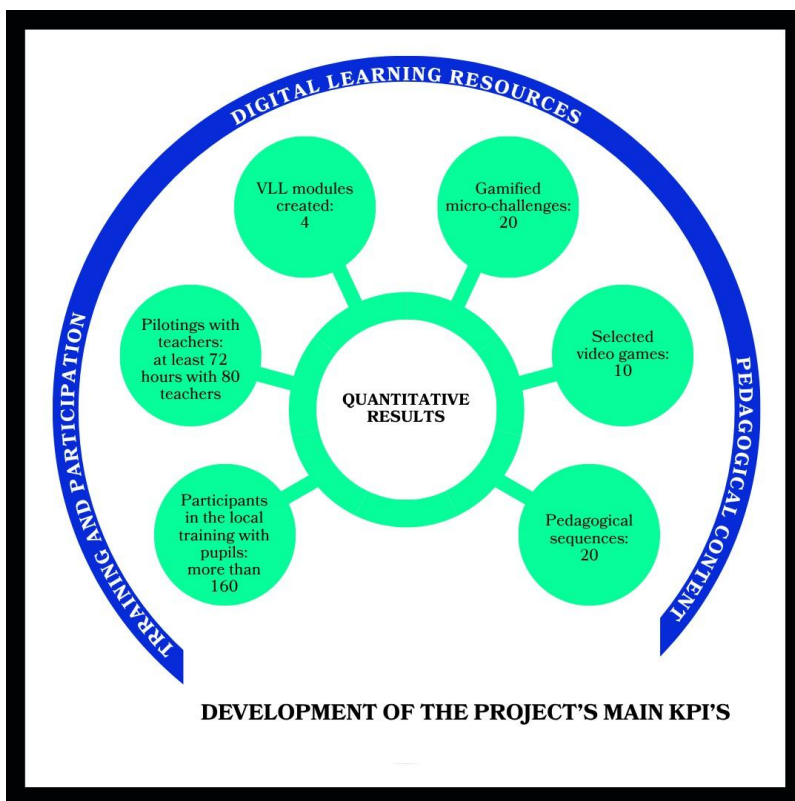 DIGITAL LEARNING RESOURCES
TRRAINING AND PARTICIPATION
PEDAGOGICAL CONTENT
VLL modules
created:
4
Gamified
micro-challenges:
20
Pilotings with
teachers:
at least 72
hours with 80
teachers
Selected
video games:
10
QUANTITATIVE
RESULTS
Participants
in the local
training with
pupils:
more than
160
Pedagogical
sequences:
20
DEVELOPMENT OF THE PROJECT'S MAIN KPI'S